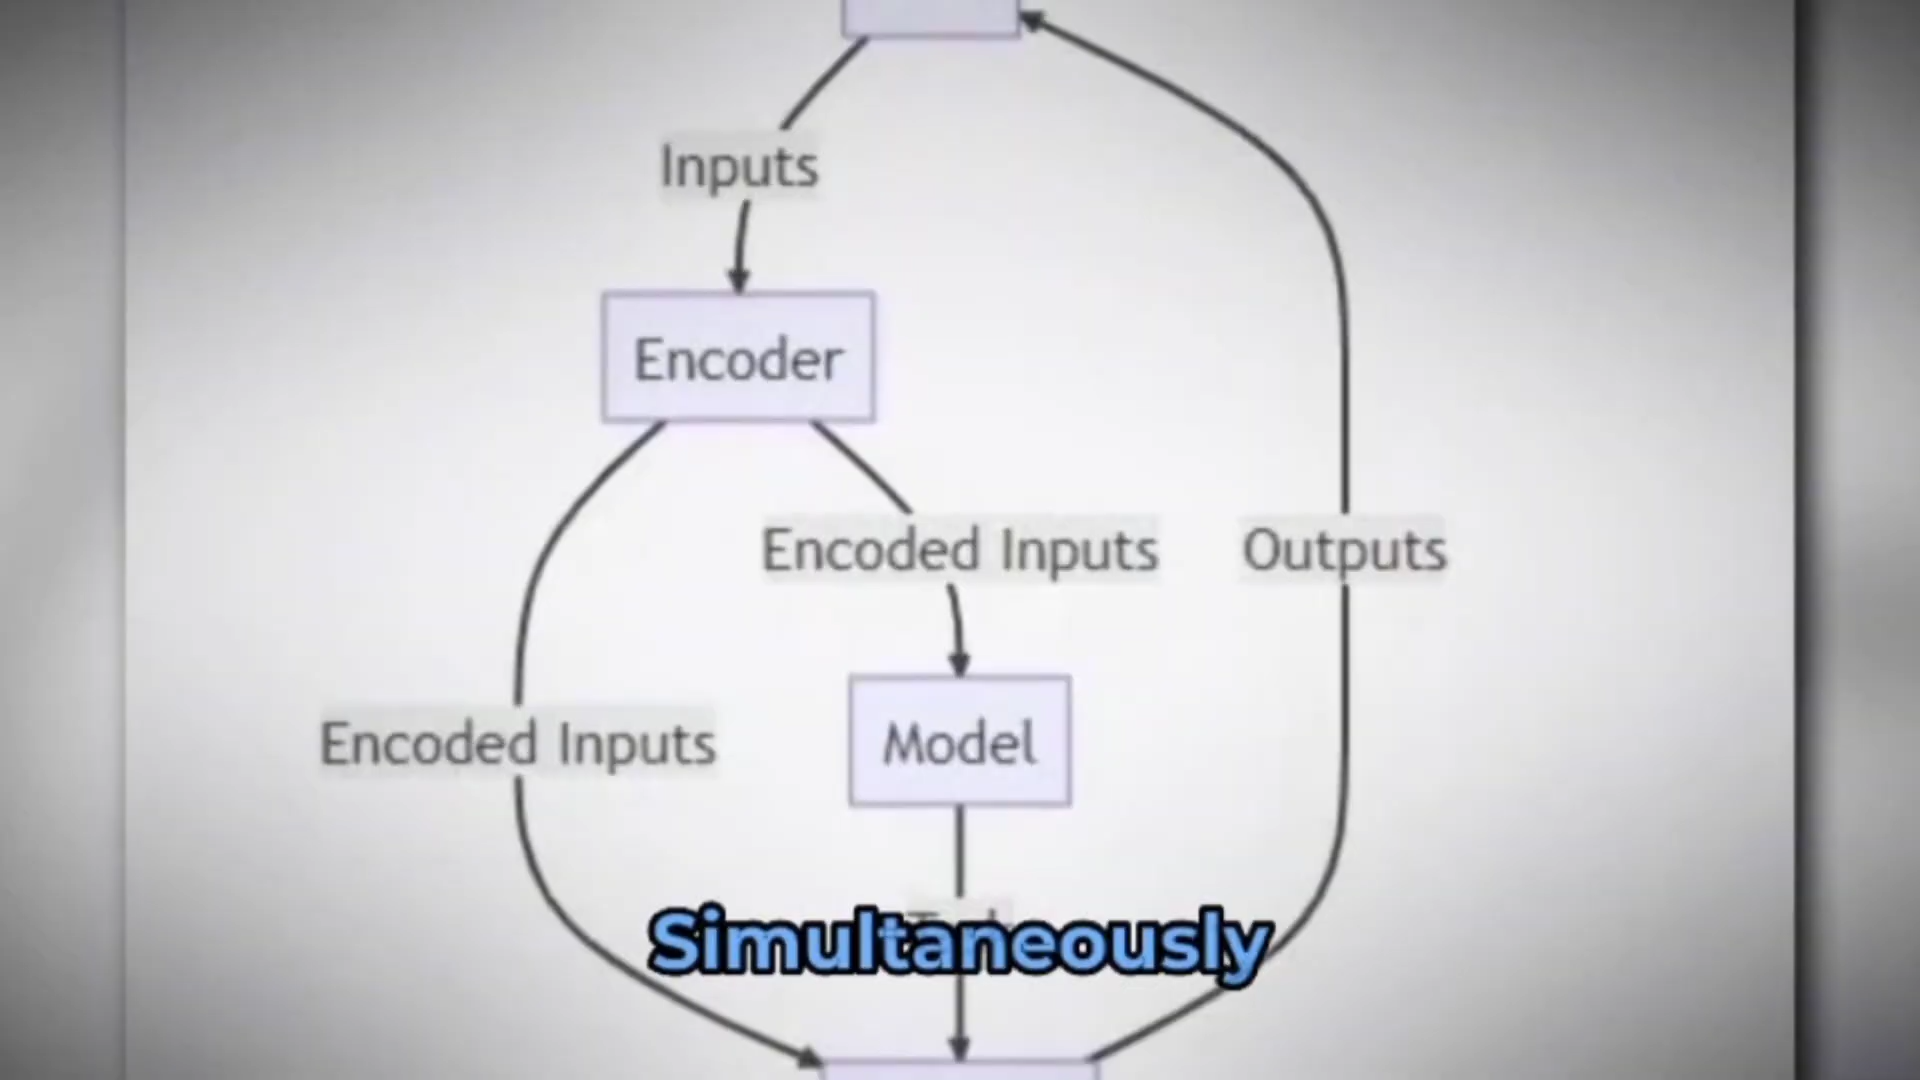 Inputs
Encoder
Encoded Inputs
Outputs
Encoded Inputs
Model
Simultaneously